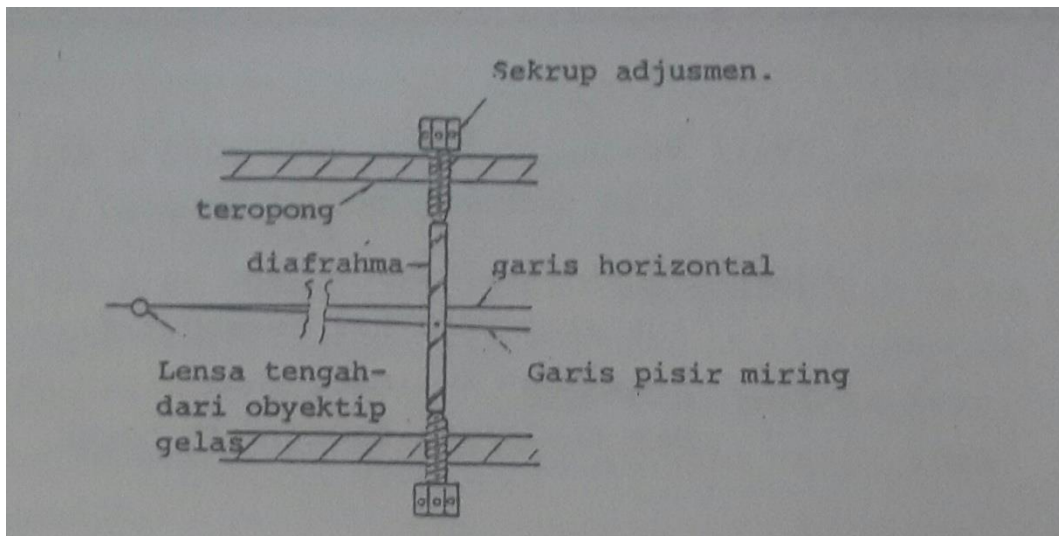 Sekrup adjusmen.
teropong
diafrahma
garis horizontal
Lensa tengah-
dari obyektip
gelas
Garis pisir miring